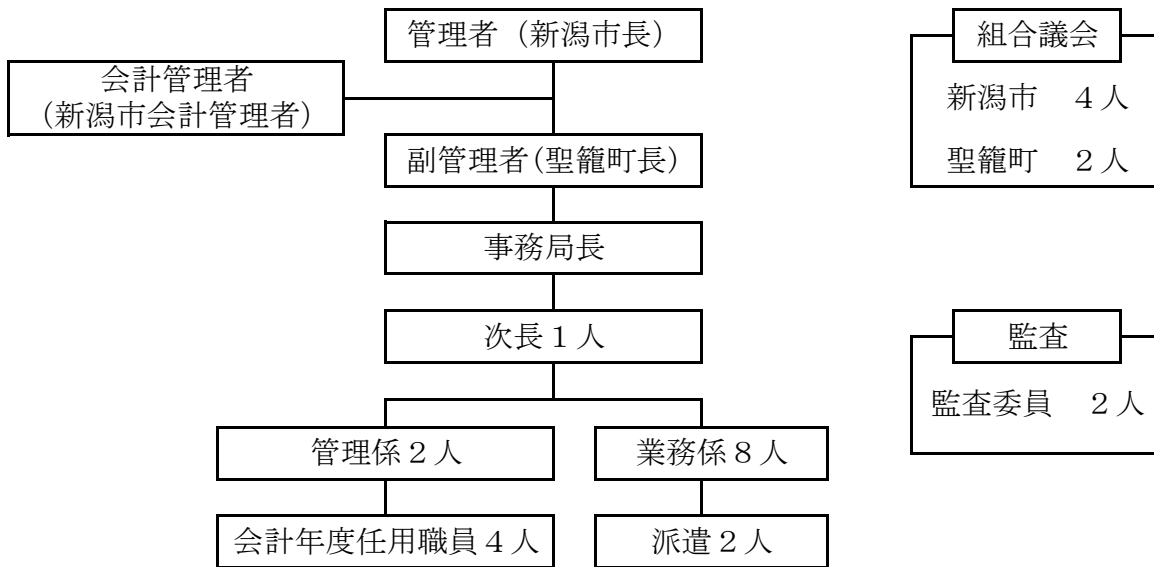 管理者（新潟市長）
会計管理者
（新潟市会計管理者）
副管理者（聖籠町長）
事務局長
次長１人
管理係２人
業務係８人
会計年度任用職員４人
派遣２人
組合議会
新潟市　４人
聖籠町　２人
監査
監査委員　２人